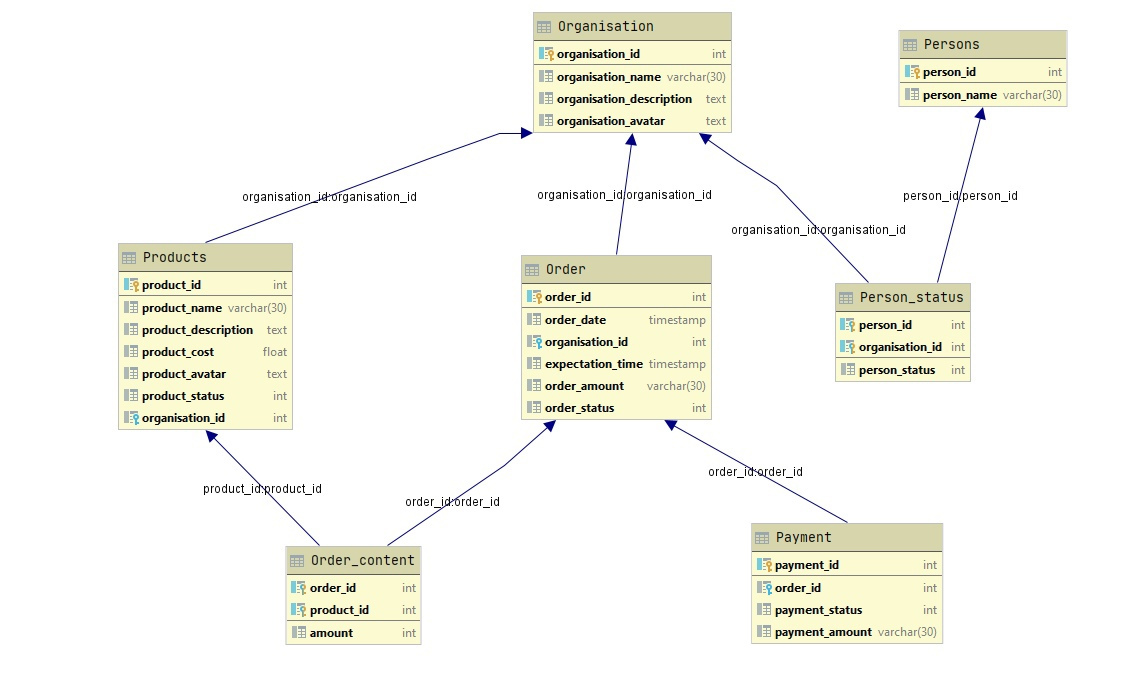 Organisation
organisation_id int
organisation_name varchar(30)
organisation_description text
organisation_avatar text
Persons
person_id int
person_name varchar(30)
organisation_id:organisation_id
organisation_id:organisation_id
organisation_id:organisation_id
person_id:person_id
Products
product_id int
product_name varchar(30)
product_description text
product_cost float
product_avatar text
product_status int
organisation_id int
Order
order_id int
order_date timestamp
organisation_id int
expectation_time timestamp
order_amount varchar(30)
order_status int
Person_status
person_id int
organisation_id int
person_status int
product_id:product_id
order_id:order_id
order_id:order_id
Order_content
order_id int
product_id int
amount int
Payment
payment_id int
order_id int
payment_status int
payment_amount varchar(30)